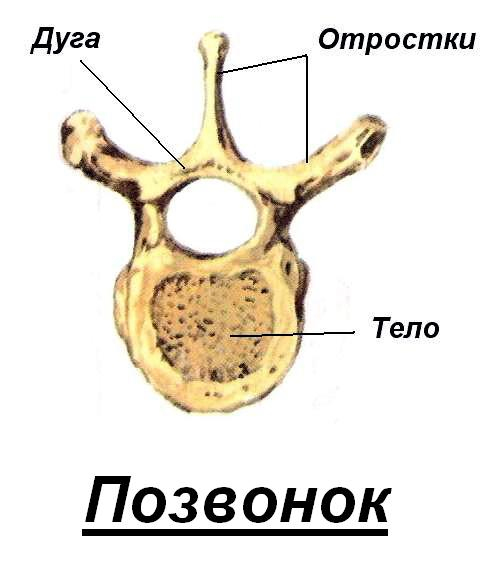 Дуга
Отростки
Тело
Позвонок